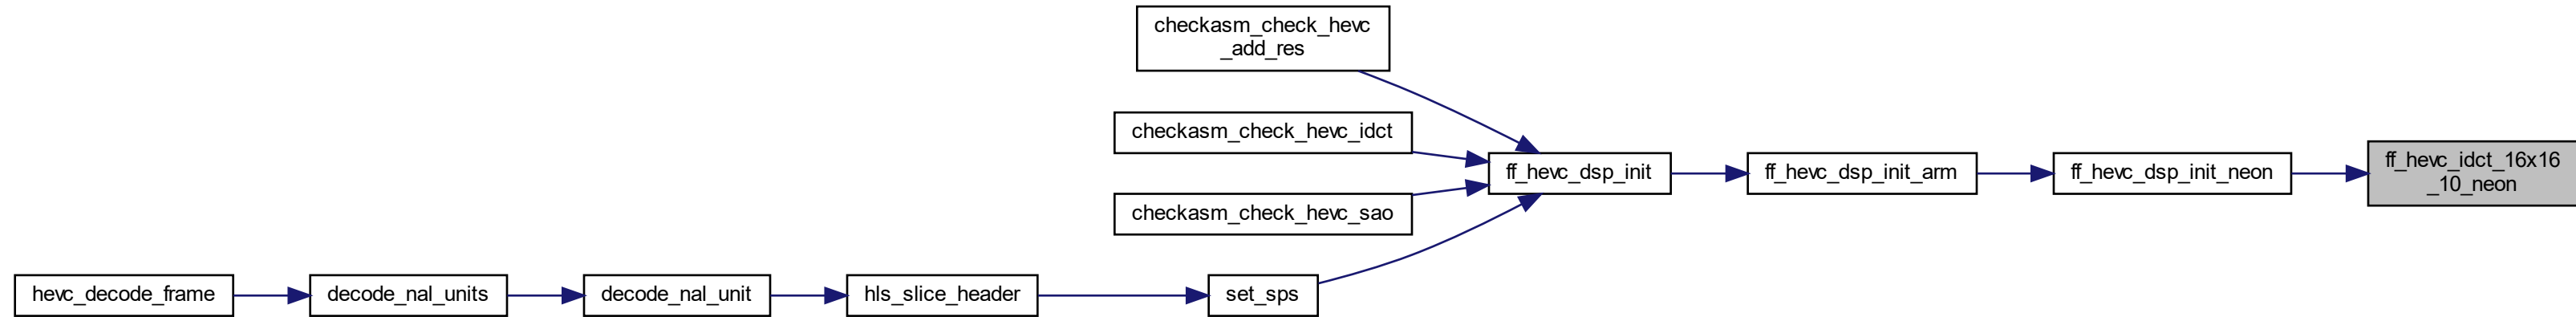 checkasm_check_hevc
_add_res
checkasm_check_hevc_idct
checkasm_check_hevc_sao
ff_hevc_dsp_init
ff_hevc_dsp_init_arm
ff_hevc_dsp_init_neon
ff_hevc_idct_16x16
_10_neon
hevc_decode_frame
decode_nal_units
decode_nal_unit
hls_slice_header
set_sps